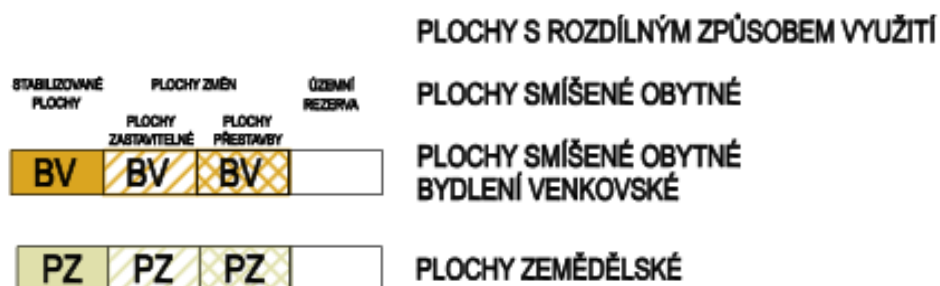 PLOCHY S ROZDÍLNÝM ZPŮSOBEM VYUŽITÍ
STABILIZOVANÉ
PLOCHY
PLOCHY ZMĚN
ÚZEMNÍ
REZERVA
PLOCHY SMÍŠENÉ OBYTNÉ
PLOCHY
ZASTAVITELNÉ
PLOCHY
PŘESTAVBY
BV BV BV
PLOCHY SMÍŠENÉ OBYTNÉ
BYDLENÍ VENKOVSKÉ
PZ PZ PZ
PLOCHY ZEMĚDĚLSKÉ